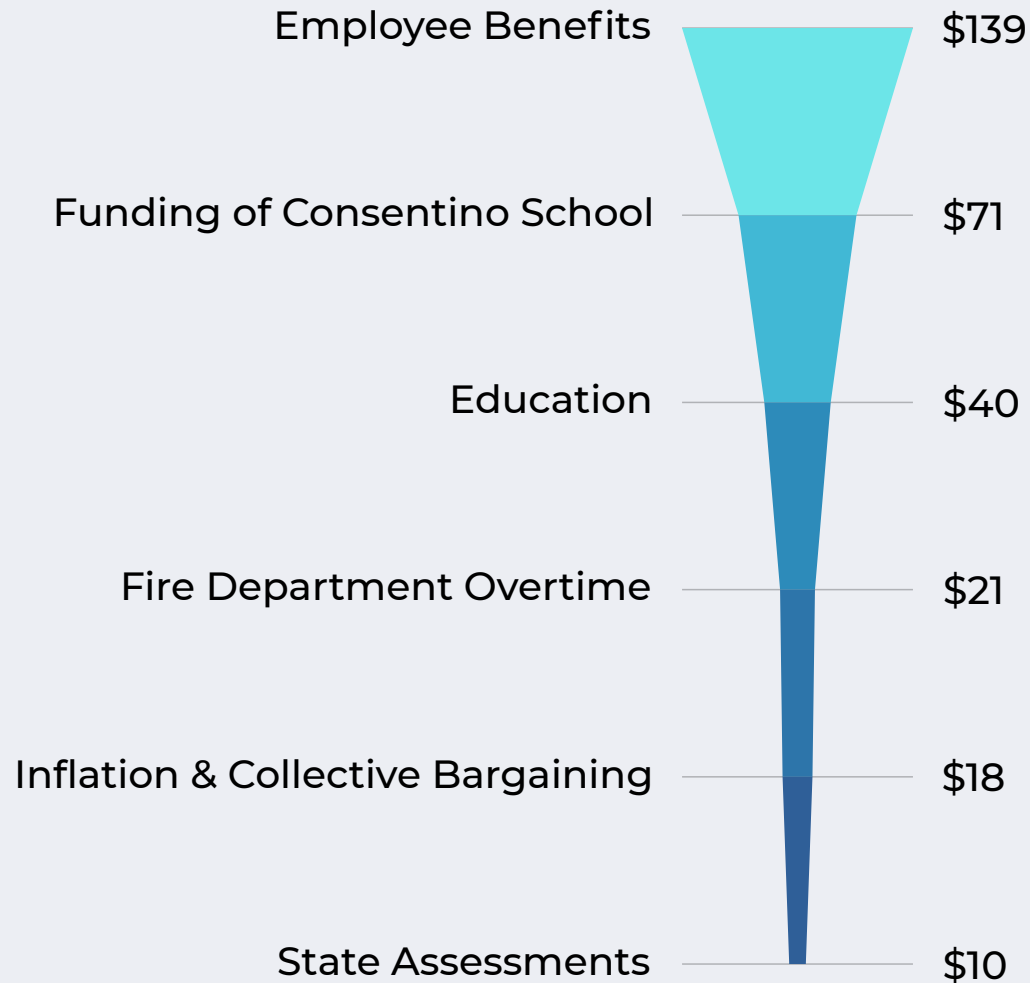 Employee Benefits $139
Funding of Consentino School $71
Education $40
Fire Department Overtime $21
Inflation & Collective Bargaining $18
State Assessments $10